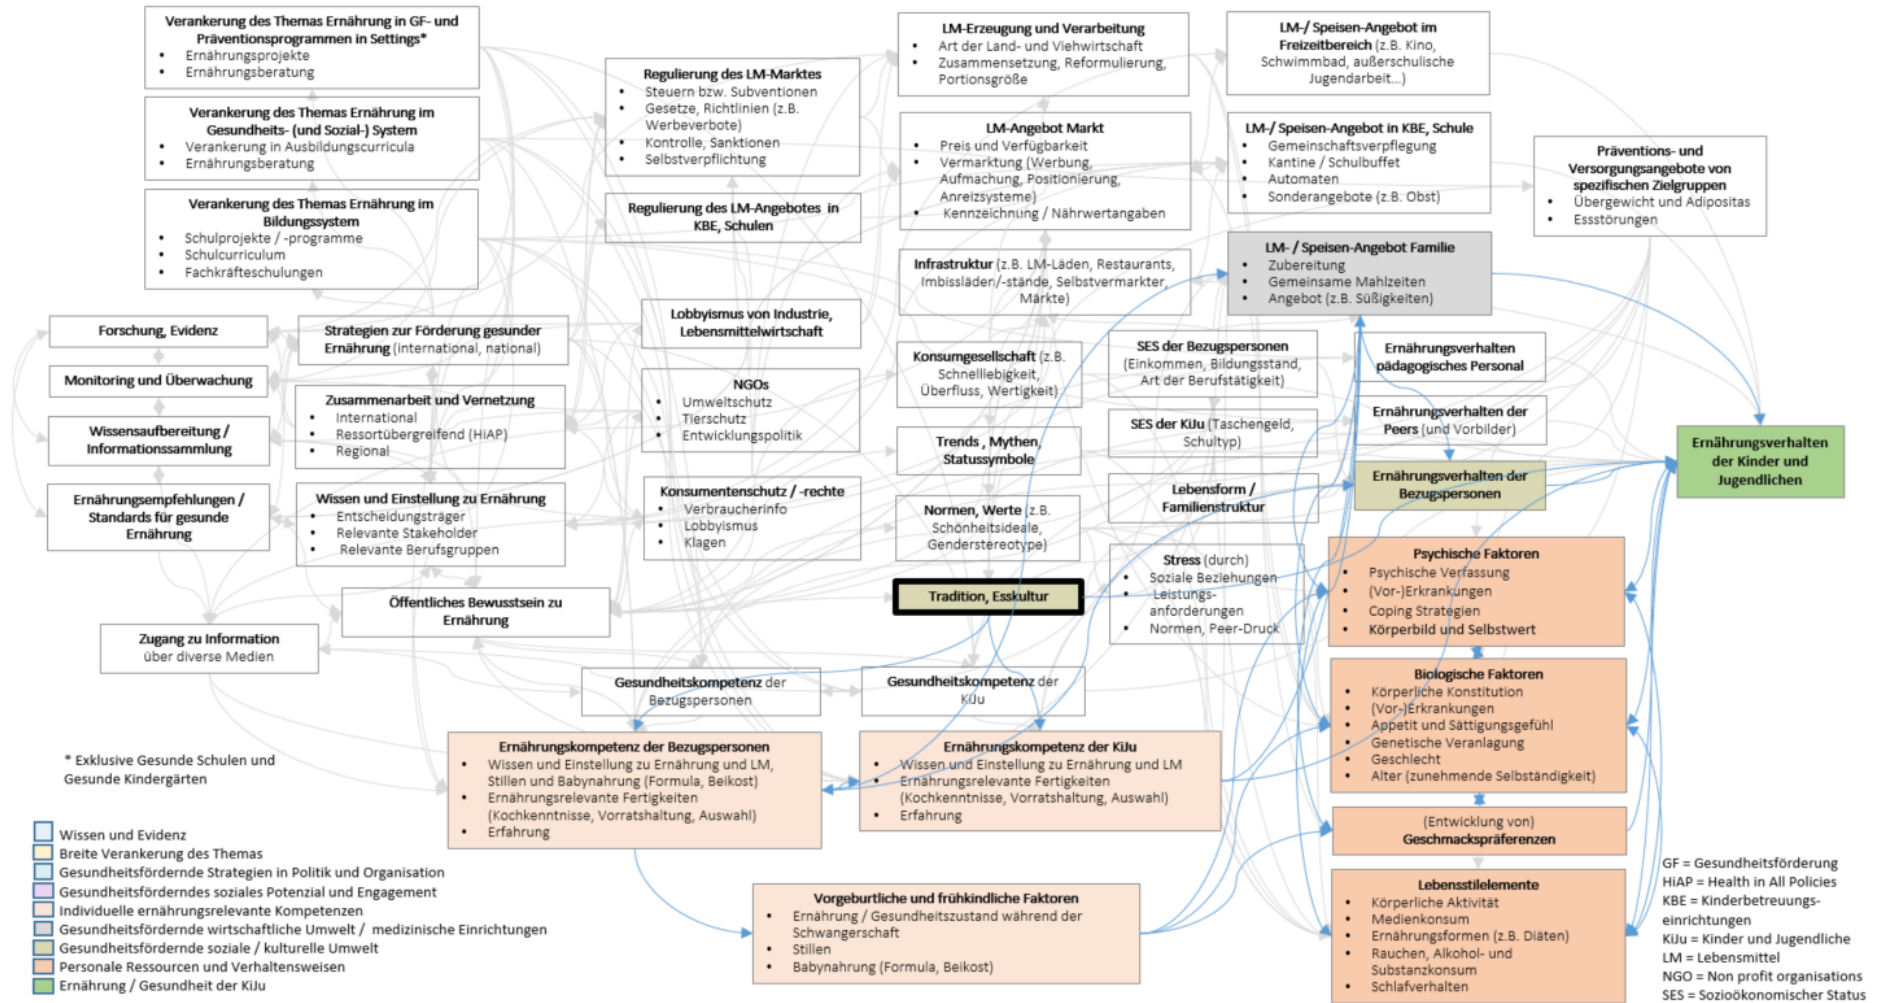 Verankerung des Themas Ernährung in GF- und
Präventionsprogrammen in Settings*
• Ernährungsprojekte
• Ernährungsberatung
Verankerung des Themas Ernährung im
Gesundheits- (und Sozial-) System
• Verankerung in Ausbildungscurricula
• Ernährungsberatung
Verankerung des Themas Ernährung im
Bildungssystem
• Schulprojekte / -programme
• Schulcurriculum
• Fachkräfteschulungen
Forschung, Evidenz
Monitoring und Überwachung
Wissensaufbereitung /
Informationssammlung
Ernährungsempfehlungen /
Standards für gesunde
Ernährung
Strategien zur Förderung gesunder
Ernährung (international, national)
Zusammenarbeit und Vernetzung
• International
• Ressortübergreifend (HiAP)
• Regional
Wissen und Einstellung zu Ernährung
• Entscheidungsträger
• Relevante Stakeholder
• Relevante Berufsgruppen
Öffentliches Bewusstsein zu
Ernährung
Zugang zu Information
über diverse Medien
Regulierung des LM-Marktes
• Steuern bzw. Subventionen
• Gesetze, Richtlinien (z.B.
Werbeverbote)
• Kontrolle, Sanktionen
• Selbstverpflichtung
Regulierung des LM-Angebotes in
KBE, Schulen
Lobbyismus von Industrie,
Lebensmittelwirtschaft
NGOs
• Umweltschutz
• Tierschutz
• Entwicklungspolitik
Konsumentenschutz / -rechte
• Verbraucherinfo
• Lobbyismus
• Klagen
Gesundheitskompetenz der
Bezugspersonen
Gesundheitskompetenz der
KiJu
LM-Erzeugung und Verarbeitung
• Art der Land- und Viehwirtschaft
• Zusammensetzung, Reformulierung,
Portionsgröße
LM-Angebot Markt
• Preis und Verfügbarkeit
• Vermarktung (Werbung,
Aufmachung, Positionierung,
Anreizsysteme)
• Kennzeichnung / Nährwertangaben
Infrastruktur (z.B. LM-Läden, Restaurants,
Imbissläden/-stände, Selbstvermarkter,
Märkte)
Konsumgesellschaft (z.B.
Schnelllebigkeit,
Überfluss, Wertigkeit)
Trends , Mythen,
Statussymbole
Normen, Werte (z.B.
Schönheitsideale,
Genderstereotype)
Tradition, Esskultur
LM-/ Speisen-Angebot im
Freizeitbereich (z.B. Kino,
Schwimmbad, außerschulische
Jugendarbeit...)
LM-/ Speisen-Angebot in KBE, Schule
• Gemeinschaftsverpflegung
• Kantine / Schulbuffet
• Automaten
• Sonderangebote (z.B. Obst)
LM- / Speisen-Angebot Familie
• Zubereitung
• Gemeinsame Mahlzeiten
• Angebot (z.B. Süßigkeiten)
SES der Bezugspersonen
(Einkommen, Bildungsstand,
Art der Berufstätigkeit)
SES der KiJu (Taschengeld,
Schultyp)
Lebensform /
Familienstruktur
Stress (durch)
• Soziale Beziehungen
• Leistungs-
anforderungen
• Normen, Peer-Druck
Präventions- und
Versorgungsangebote von
spezifischen Zielgruppen
• Übergewicht und Adipositas
• Essstörungen
Ernährungsverhalten
pädagogisches Personal
Ernährungsverhalten der
Peers (und Vorbilder)
Ernährungsverhalten der
Bezugspersonen
Ernährungsverhalten
der Kinder und
Jugendlichen
Psychische Faktoren
• Psychische Verfassung
• (Vor-)Erkrankungen
• Coping Strategien
• Körperbild und Selbstwert
Biologische Faktoren
• Körperliche Konstitution
• (Vor-)Erkrankungen
• Appetit und Sättigungsgefühl
• Genetische Veranlagung
• Geschlecht
• Alter (zunehmende Selbständigkeit)
(Entwicklung von)
Geschmackspräferenzen
Lebensstilelemente
• Körperliche Aktivität
• Medienkonsum
• Ernährungsformen (z.B. Diäten)
• Rauchen, Alkohol- und
Substanzkonsum
• Schlafverhalten
Ernährungskompetenz der Bezugspersonen
• Wissen und Einstellung zu Ernährung und LM,
Stillen und Babynahrung (Formula, Beikost)
• Ernährungsrelevante Fertigkeiten
(Kochkenntnisse, Vorratshaltung, Auswahl)
• Erfahrung
Ernährungskompetenz der KiJu
• Wissen und Einstellung zu Ernährung und LM
• Ernährungsrelevante Fertigkeiten
(Kochkenntnisse, Vorratshaltung, Auswahl)
• Erfahrung
Vorgeburtliche und frühkindliche Faktoren
• Ernährung / Gesundheitszustand während der
Schwangerschaft
• Stillen
• Babynahrung (Formula, Beikost)
* Exklusive Gesunde Schulen und
Gesunde Kindergärten
Wissen und Evidenz
Breite Verankerung des Themas
Gesundheitsfördernde Strategien in Politik und Organisation
Gesundheitsförderndes soziales Potenzial und Engagement
Individuelle ernährungsrelevante Kompetenzen
Gesundheitsfördernde wirtschaftliche Umwelt / medizinische Einrichtungen
Gesundheitsfördernde soziale / kulturelle Umwelt
Personale Ressourcen und Verhaltensweisen
Ernährung / Gesundheit der KiJu
GF = Gesundheitsförderung
HiAP = Health in All Policies
KBE = Kinderbetreuungs-
einrichtungen
KiJu = Kinder und Jugendliche
LM = Lebensmittel
NGO = Non profit organisations
SES = Sozioökonomischer Status